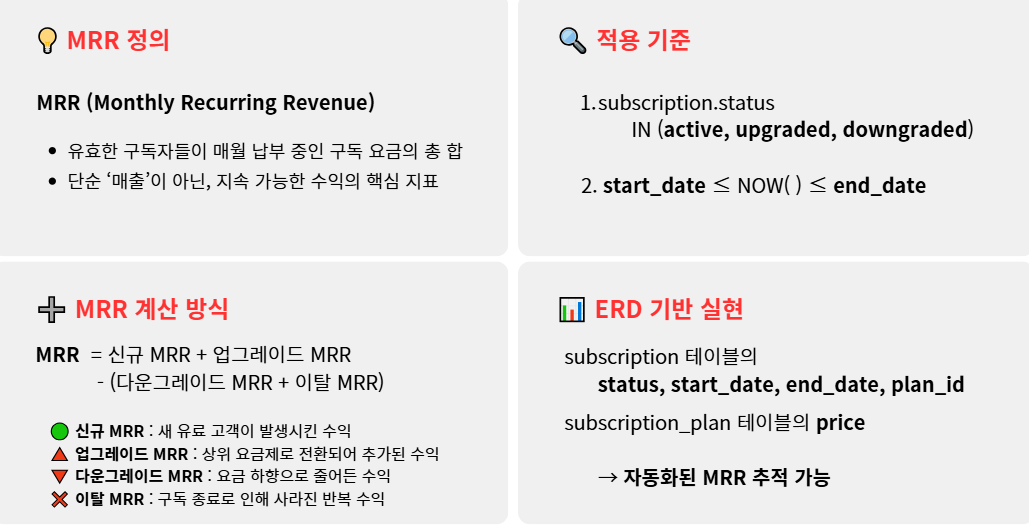 MRR 정의
MRR (Monthly Recurring Revenue)
• 유효한 구독자들이 매월 납부 중인 구독 요금의 총 합
• 단순 ‘매출’이 아닌, 지속 가능한 수익의 핵심 지표
적용 기준
1.subscription.status
IN (active, upgraded, downgraded)
2. start_date ≤ NOW( ) ≤ end_date
MRR 계산 방식
MRR = 신규 MRR + 업그레이드 MRR
- (다운그레이드 MRR + 이탈 MRR)
신규 MRR : 새 유료 고객이 발생시킨 수익
업그레이드 MRR : 상위 요금제로 전환되어 추가된 수익
다운그레이드 MRR : 요금 하향으로 줄어든 수익
이탈 MRR : 구독 종료로 인해 사라진 반복 수익
ERD 기반 실현
subscription 테이블의
status, start_date, end_date, plan_id
subscription_plan 테이블의 price
→ 자동화된 MRR 추적 가능